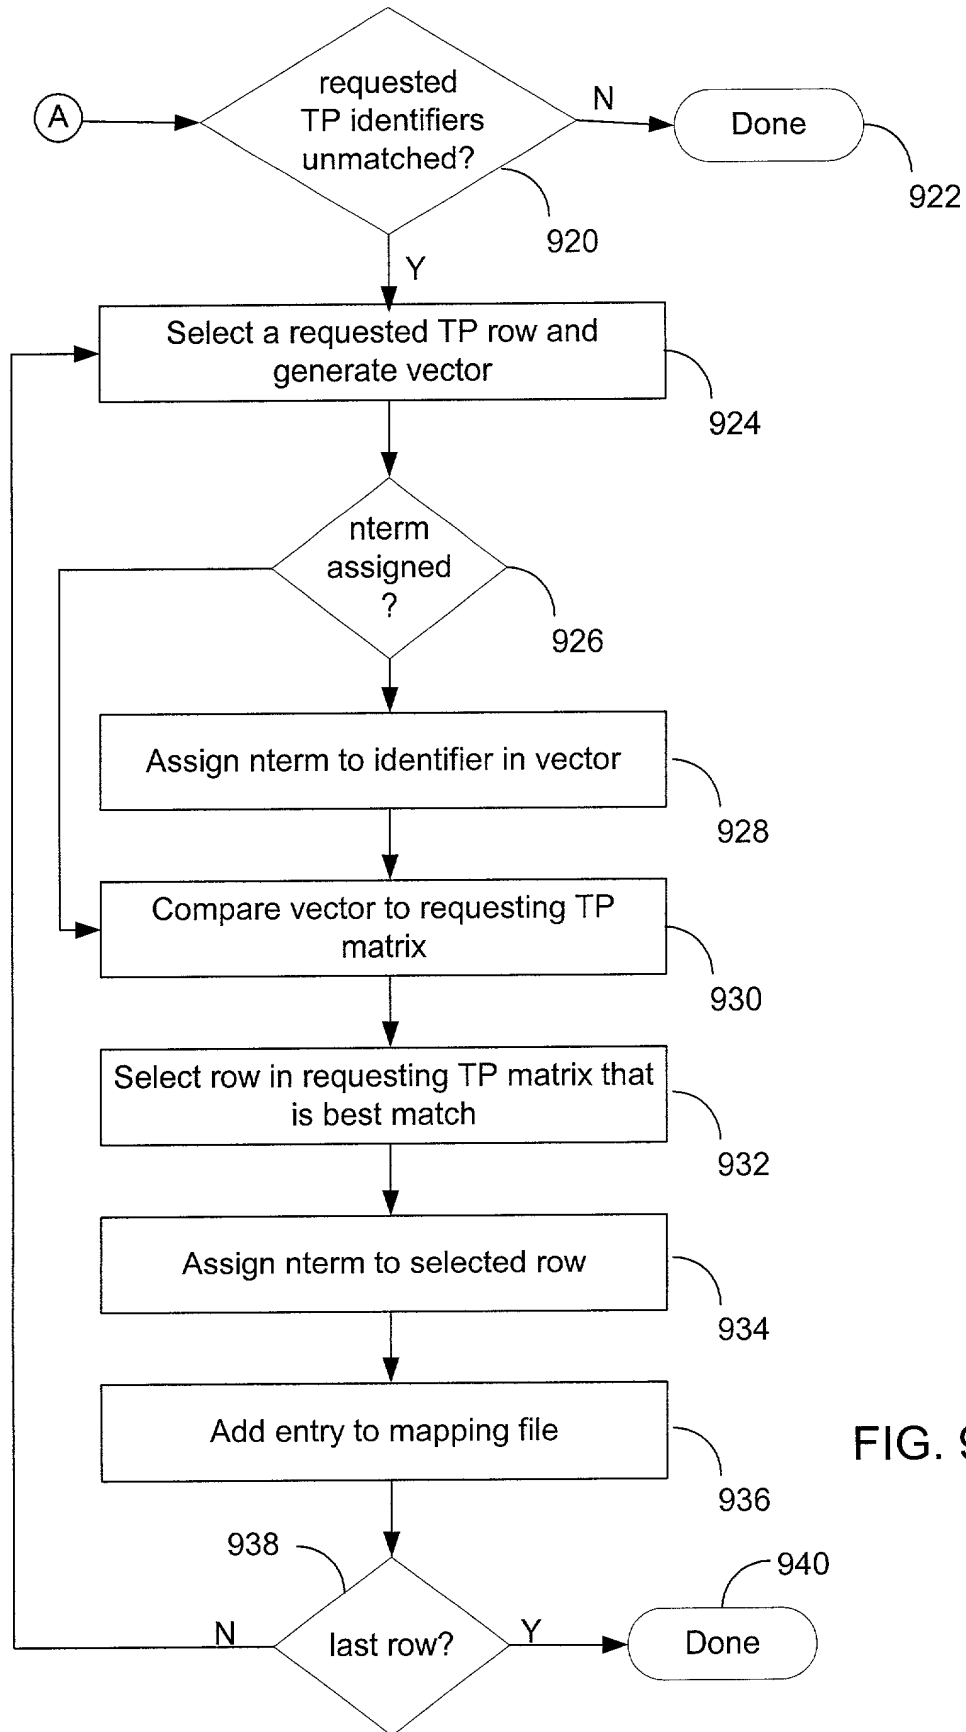 requested
TP identifiers
unmatched?
A
N
Done
922
920
Y
Select a requested TP row and
generate vector
924
nterm
assigned
?
926
Assign nterm to identifier in vector
928
Compare vector to requesting TP
matrix
930
Select row in requesting TP matrix that
is best match
932
Assign nterm to selected row
934
Add entry to mapping file
936
FIG. 9
938
940
N
last row?
Y
Done